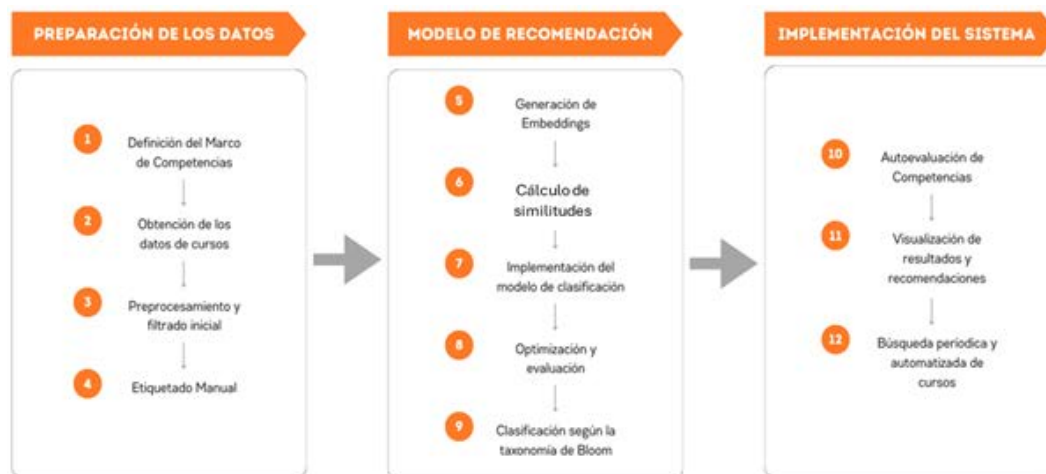 PREPARACIÓN DE LOS DATOS
1
Definición del Marco
de Competencias
2
Obtención de los
datos de cursos
3
Preprocesamiento y
filtrado inicial
4
Etiquetado Manual
MODELO DE RECOMENDACIÓN
5
Generación de
Embeddings
6
Cálculo de
similitudes
7
Implementación del
modelo de clasificación
8
Optimización y
evaluación
9
Clasificación según la
taxonomía de Bloom
IMPLEMENTACIÓN DEL SISTEMA
10
Autoevaluación de
Competencias
11
Visualización de
resultados y
recomendaciones
12
Búsqueda periodica y
automatizada de
cursos